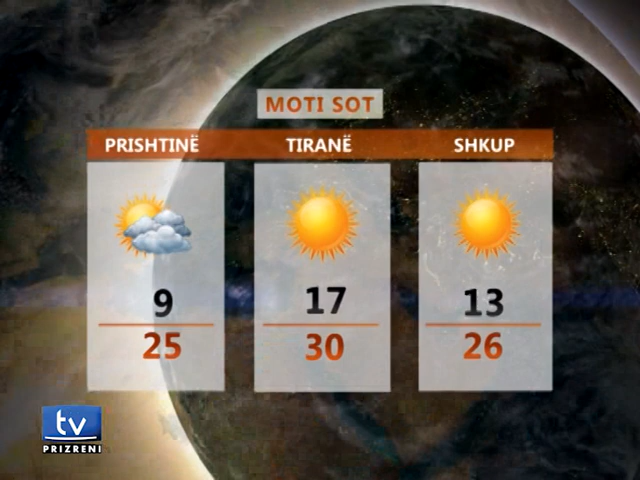 MOTI SOT
PRISHTINË TIRANË SHKUP
9 17 13
25 30 26
tv
PRIZRENI